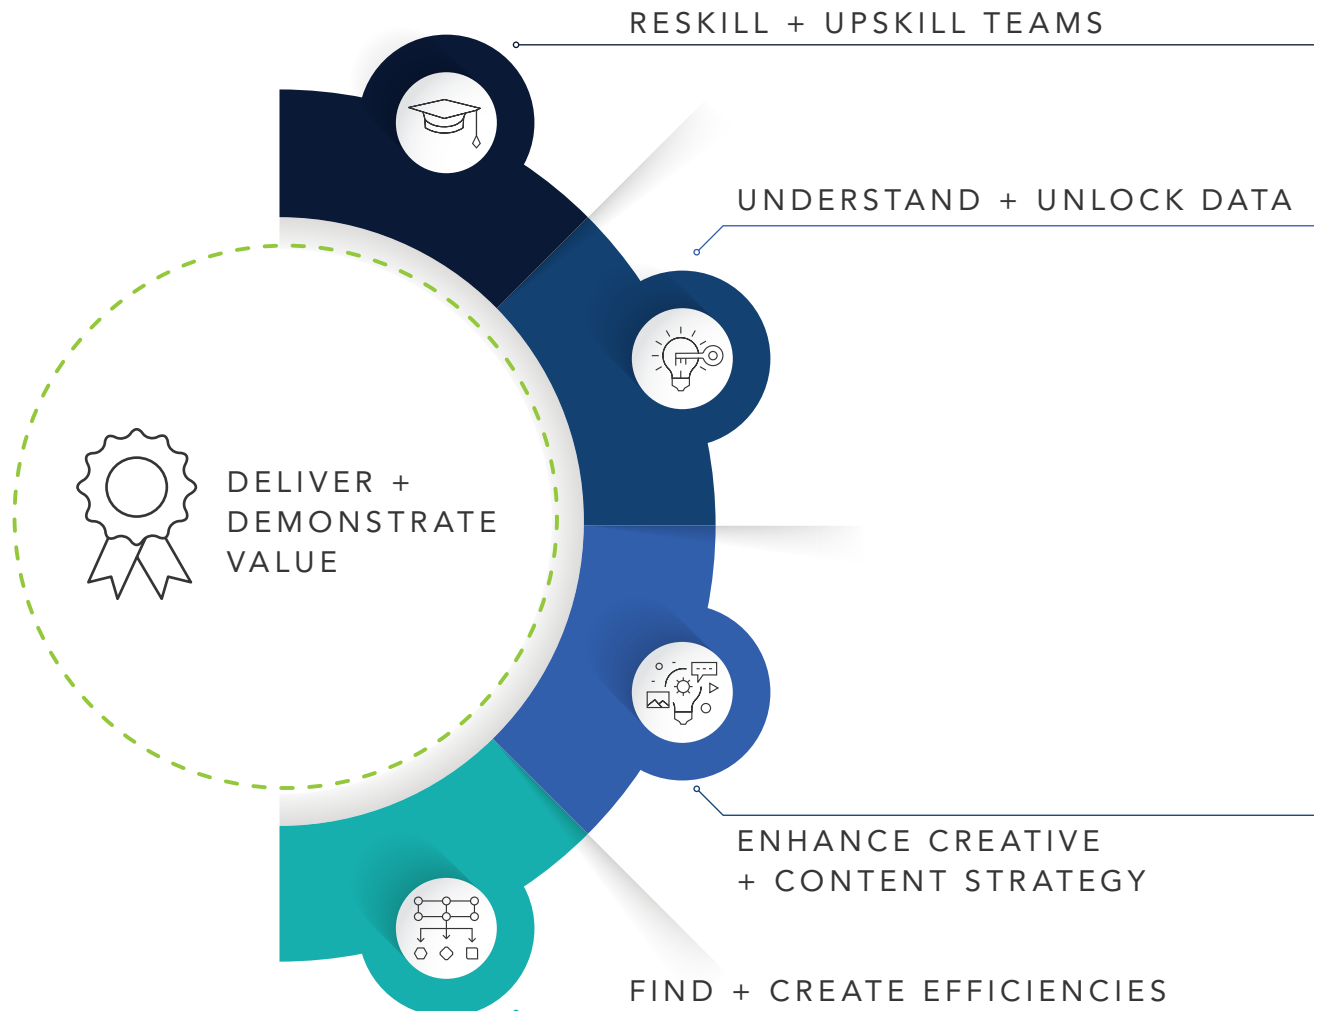 RESKILL + UPSKILL TEAMS
UNDERSTAND + UNLOCK DATA
DELIVER +
DEMONSTRATE
VALUE
ENHANCE CREATIVE
+ CONTENT STRATEGY
FIND + CREATE EFFICIENCIES